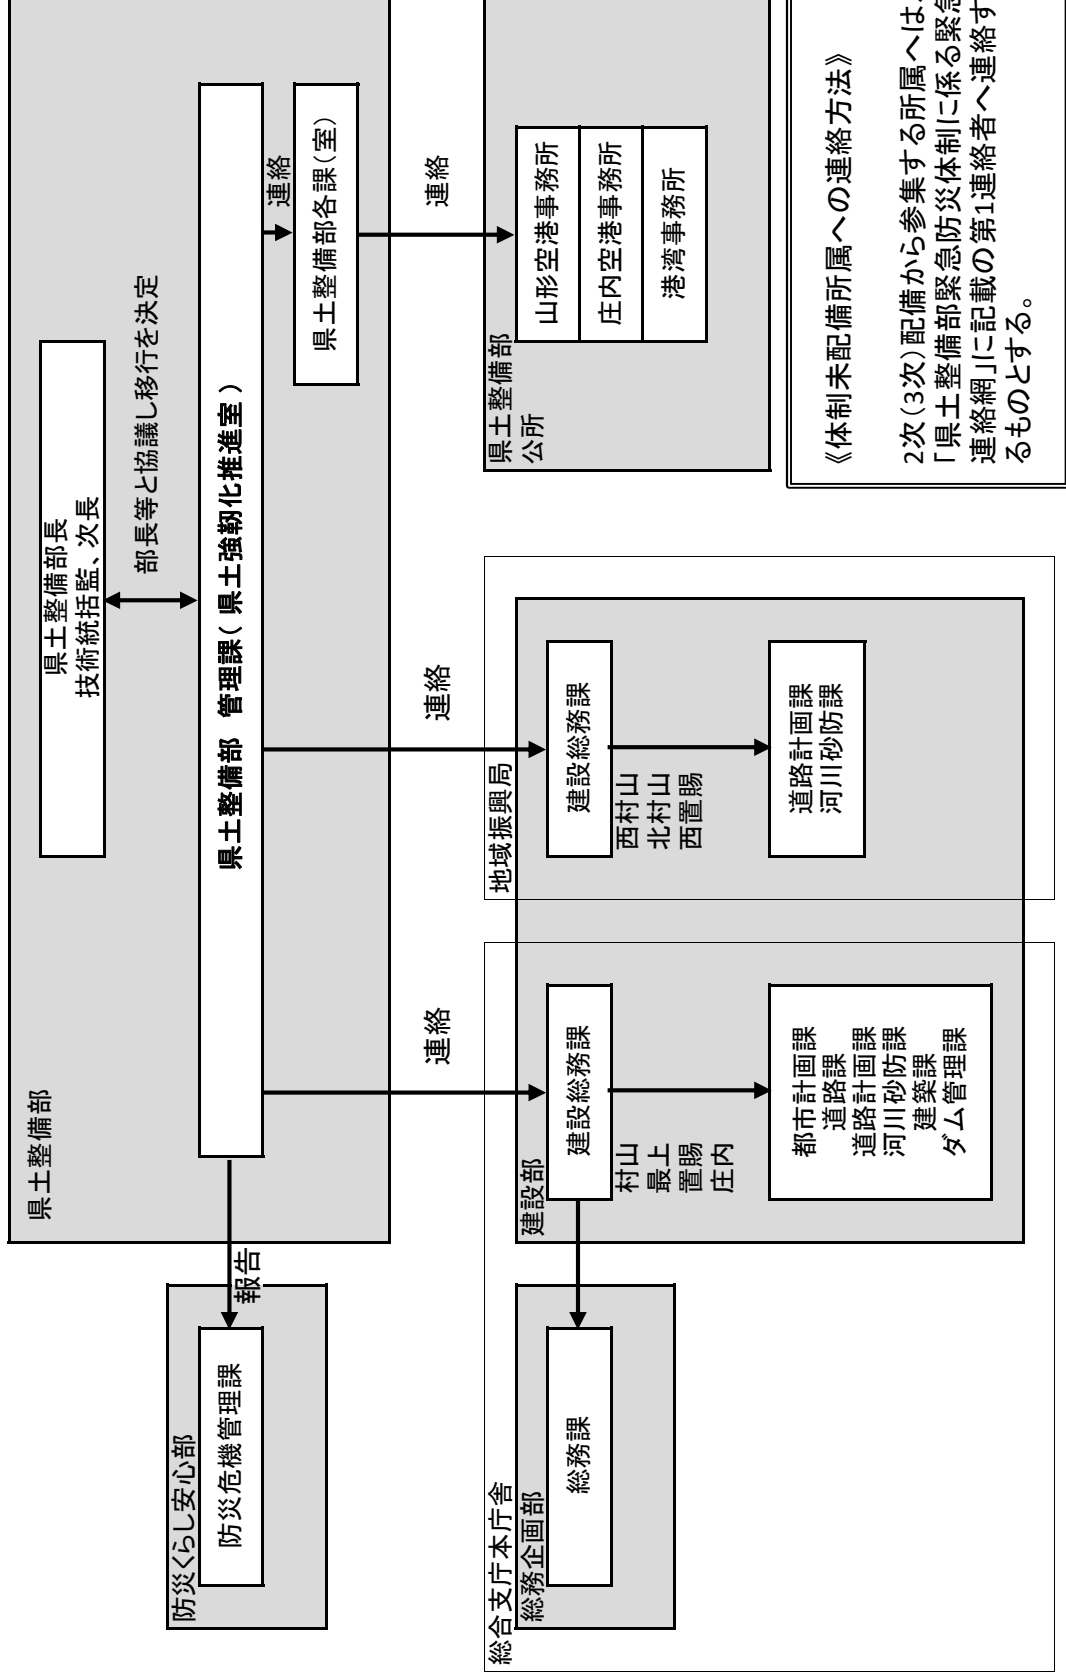 県土整備部
県土整備部長
技術統括監、次長
部長等と協議し移行を決定
県土整備部　管理課（県土強靭化推進室）
連絡
県土整備部各課（室）
防災くらし安心部
防災危機管理課
報告
連絡
連絡
連絡
総合支庁本庁舎
総務企画部
総務課
建設部
建設総務課
村山
最上
置賜
庄内
都市計画課
道路課
道路計画課
河川砂防課
建築課
ダム管理課
地域振興局
建設総務課
西村山
北村山
西置賜
道路計画課
河川砂防課
県土整備部
公所
山形空港事務所
庄内空港事務所
港湾事務所
《体制未配備所属への連絡方法》
2次（3次）配備から参集する所属へは、
「県土整備部緊急防災体制に係る緊急
連絡網」に記載の第1連絡者へ連絡す
るものとする。